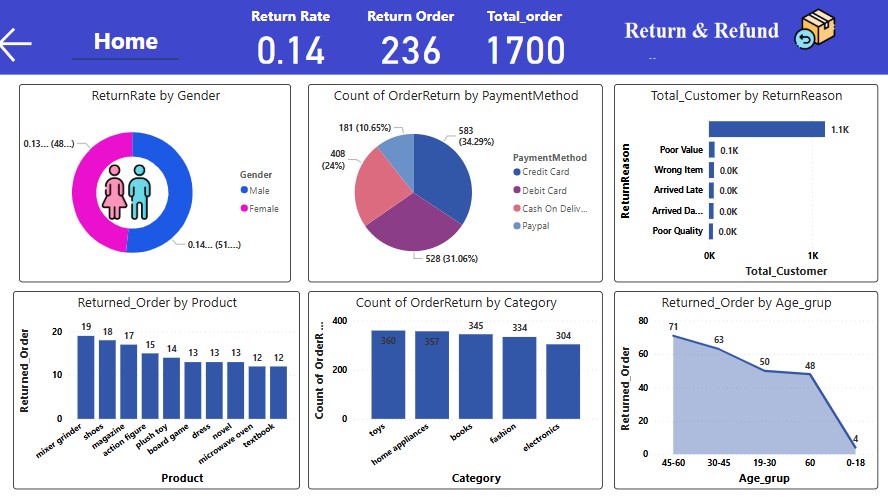 Home
Return Rate
0.14
Return Order
236
Total_order
1700
Return & Refund
..
ReturnRate by Gender
0.13... (48...)
0.14... (51....)
Gender
Male
Female
Count of OrderReturn by PaymentMethod
181 (10.65%)
583
(34.29%)
408
(24%)
528 (31.06%)
PaymentMethod
Credit Card
Debit Card
Cash On Deliv...
Paypal
Total_Customer by ReturnReason
ReturnReason
1.1K
Poor Value
0.1K
Wrong Item
0.0K
Arrived Late
0.0K
Arrived Da...
0.0K
Poor Quality
0.0K
0K
1K
Total_Customer
Returned_Order by Product
Returned_Order
20
10
0
19
18
17
15
14
13
13
13
12
12
mixer grinder
shoes
magazine
action figure
plush toy
board game
dress
novel
microwave oven
textbook
Product
Count of OrderReturn by Category
Count of OrderR...
400
200
0
360
357
345
334
304
toys
home appliances
books
fashion
electronics
Category
Returned_Order by Age_grup
Returned_Order
80
60
40
20
0
71
63
50
48
4
45-60
30-45
19-30
60
0-18
Age_grup